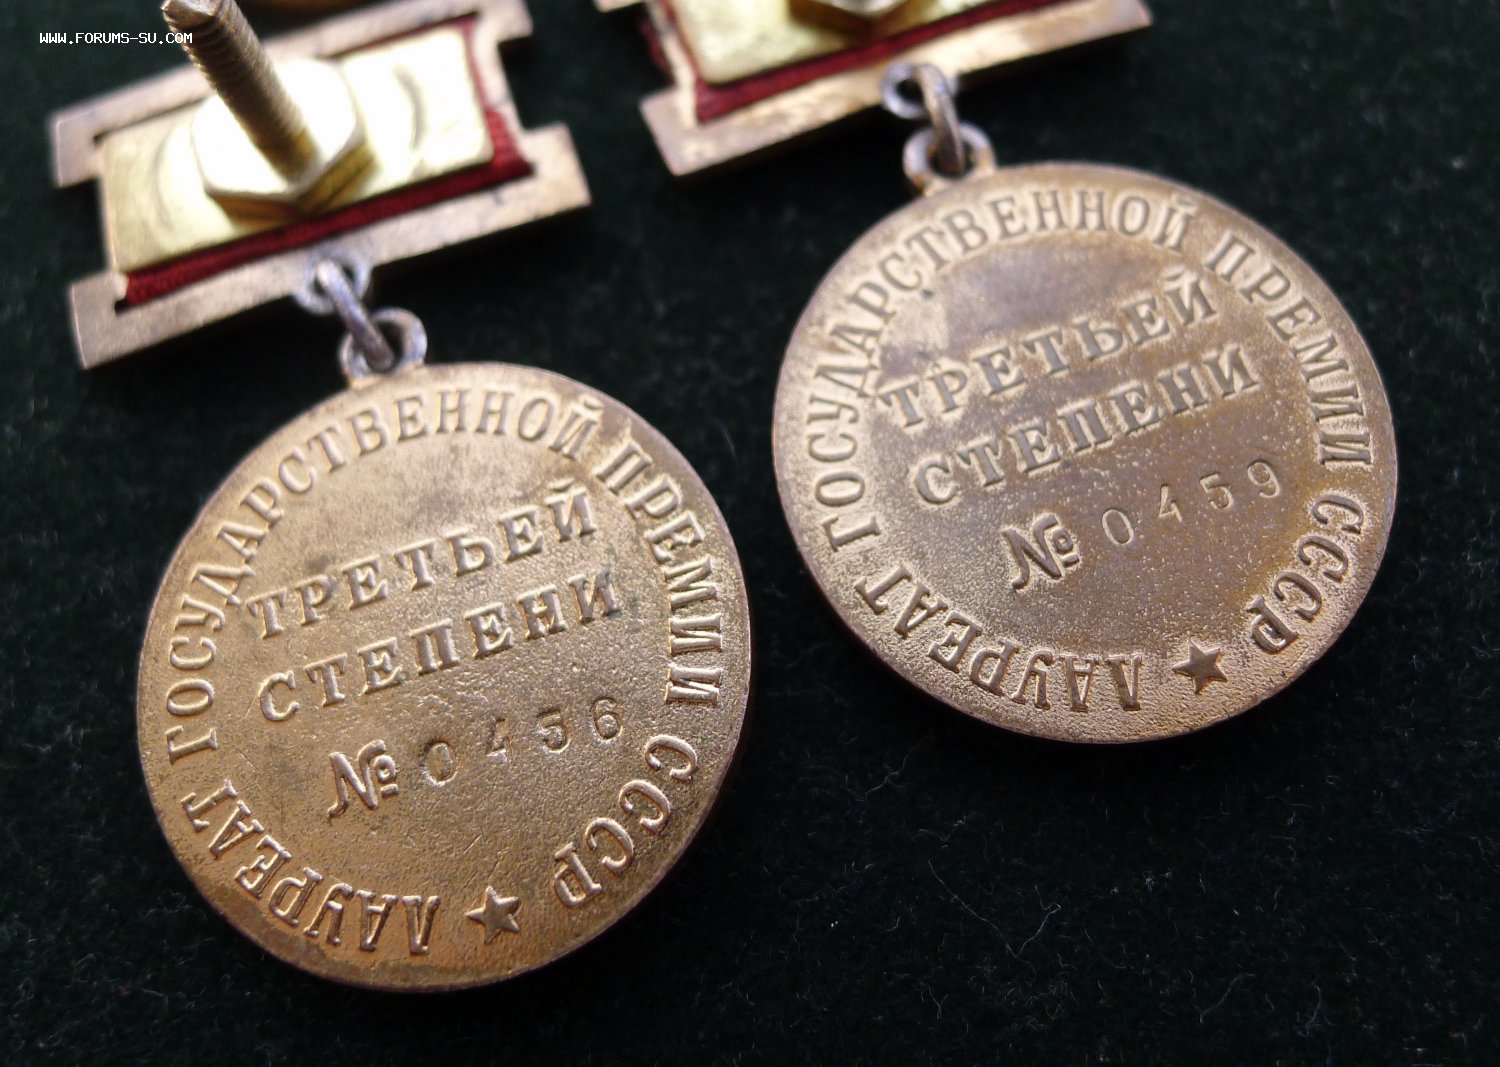 WWW.FORUMS-SU.COM
ЛАУРЕАТ ГОСУДАРСТВЕННОЙ ПРЕМИИ СССР
ТРЕТЬЕЙ
СТЕПЕНИ
№ 0456
ЛАУРЕАТ ГОСУДАРСТВЕННОЙ ПРЕМИИ СССР
ТРЕТЬЕЙ
СТЕПЕНИ
№ 0459